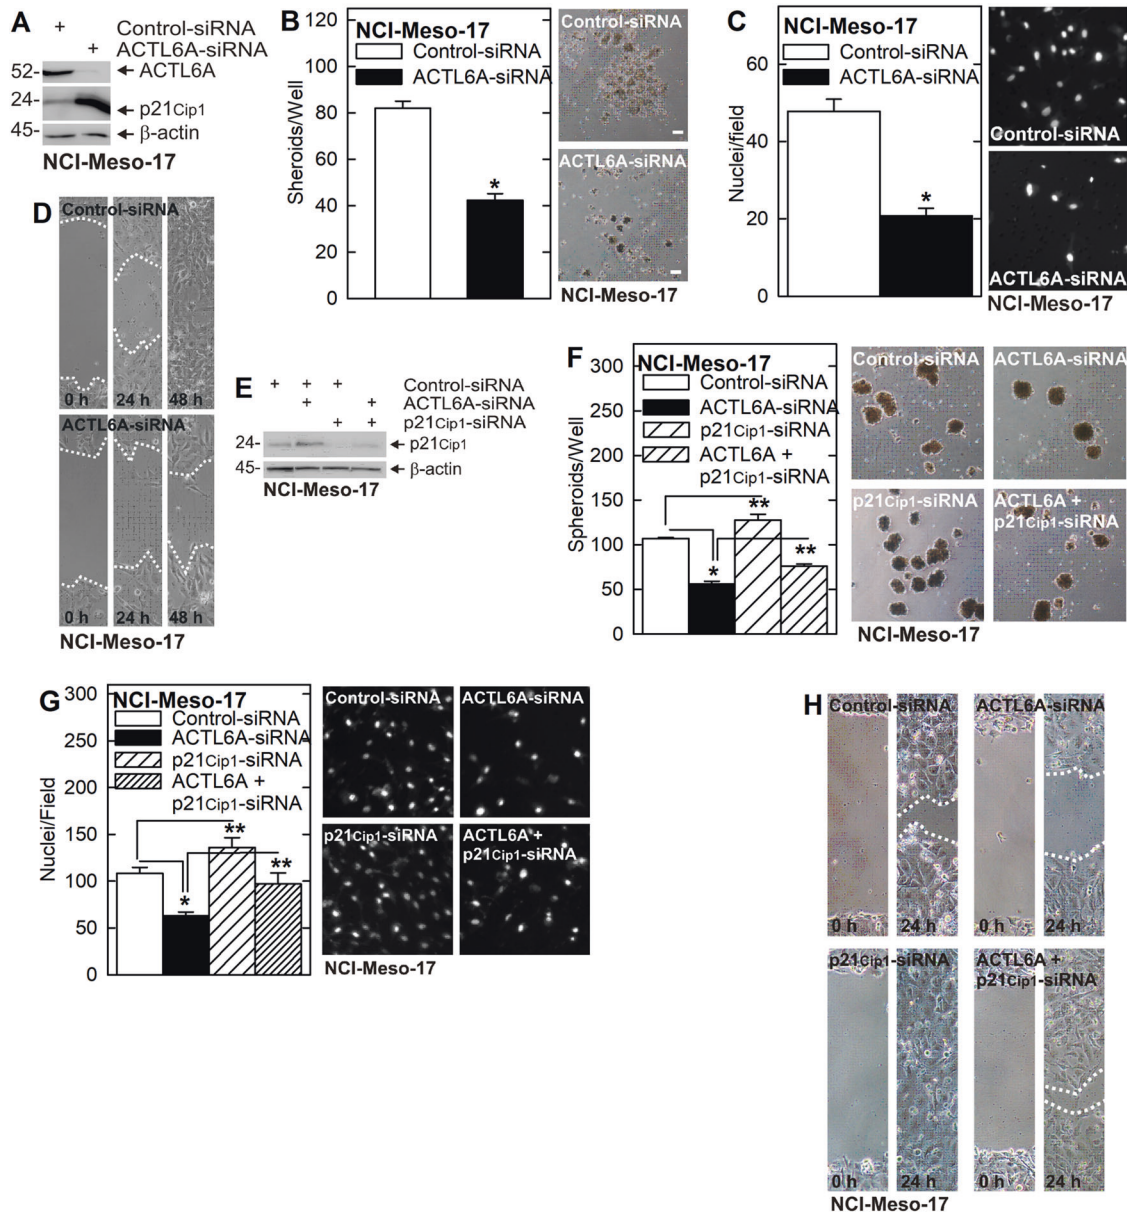 A
+ Control-siRNA
+ ACTL6A-siRNA
52- ACTL6A
24- p21Cip1
45- β-actin
NCI-Meso-17
B
120
100
80
60
40
20
0
Sheroids/Well
NCI-Meso-17
Control-siRNA
ACTL6A-siRNA
*
Control-siRNA
ACTL6A-siRNA
NCI-Meso-17
C
60
40
20
0
Nuclei/field
NCI-Meso-17
Control-siRNA
ACTL6A-siRNA
*
Control-siRNA
ACTL6A-siRNA
NCI-Meso-17
D
Control-siRNA
0 h 24 h 48 h
ACTL6A-siRNA
0 h 24 h 48 h
NCI-Meso-17
E
+ + + Control-siRNA
+ + ACTL6A-siRNA
+ + p21Cip1-siRNA
24- p21Cip1
45- β-actin
NCI-Meso-17
F
300
250
200
150
100
50
0
Spheroids/Well
NCI-Meso-17
Control-siRNA
ACTL6A-siRNA
p21Cip1-siRNA
ACTL6A +
p21Cip1-siRNA
*
**
**
Control-siRNA ACTL6A-siRNA
p21Cip1-siRNA ACTL6A +
p21Cip1-siRNA
NCI-Meso-17
G
300
250
200
150
100
50
0
Nuclei/Field
NCI-Meso-17
Control-siRNA
ACTL6A-siRNA
p21Cip1-siRNA
ACTL6A +
p21Cip1-siRNA
*
**
**
Control-siRNA ACTL6A-siRNA
p21Cip1-siRNA ACTL6A +
p21Cip1-siRNA
NCI-Meso-17
H
Control-siRNA ACTL6A-siRNA
0 h 24 h 0 h 24 h
p21Cip1-siRNA ACTL6A +
p21Cip1-siRNA
0 h 24 h 0 h 24 h
NCI-Meso-17